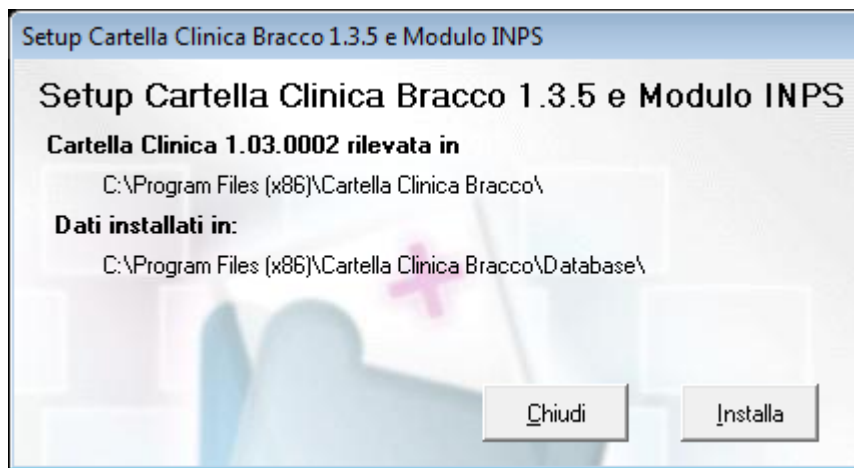 Setup Cartella Clinica Bracco 1.3.5 e Modulo INPS
Setup Cartella Clinica Bracco 1.3.5 e Modulo INPS
Cartella Clinica 1.03.0002 rilevata in
C:\Program Files (x86)\Cartella Clinica Bracco\
Dati installati in:
C:\Program Files (x86)\Cartella Clinica Bracco\Database\
Chiudi
Installa